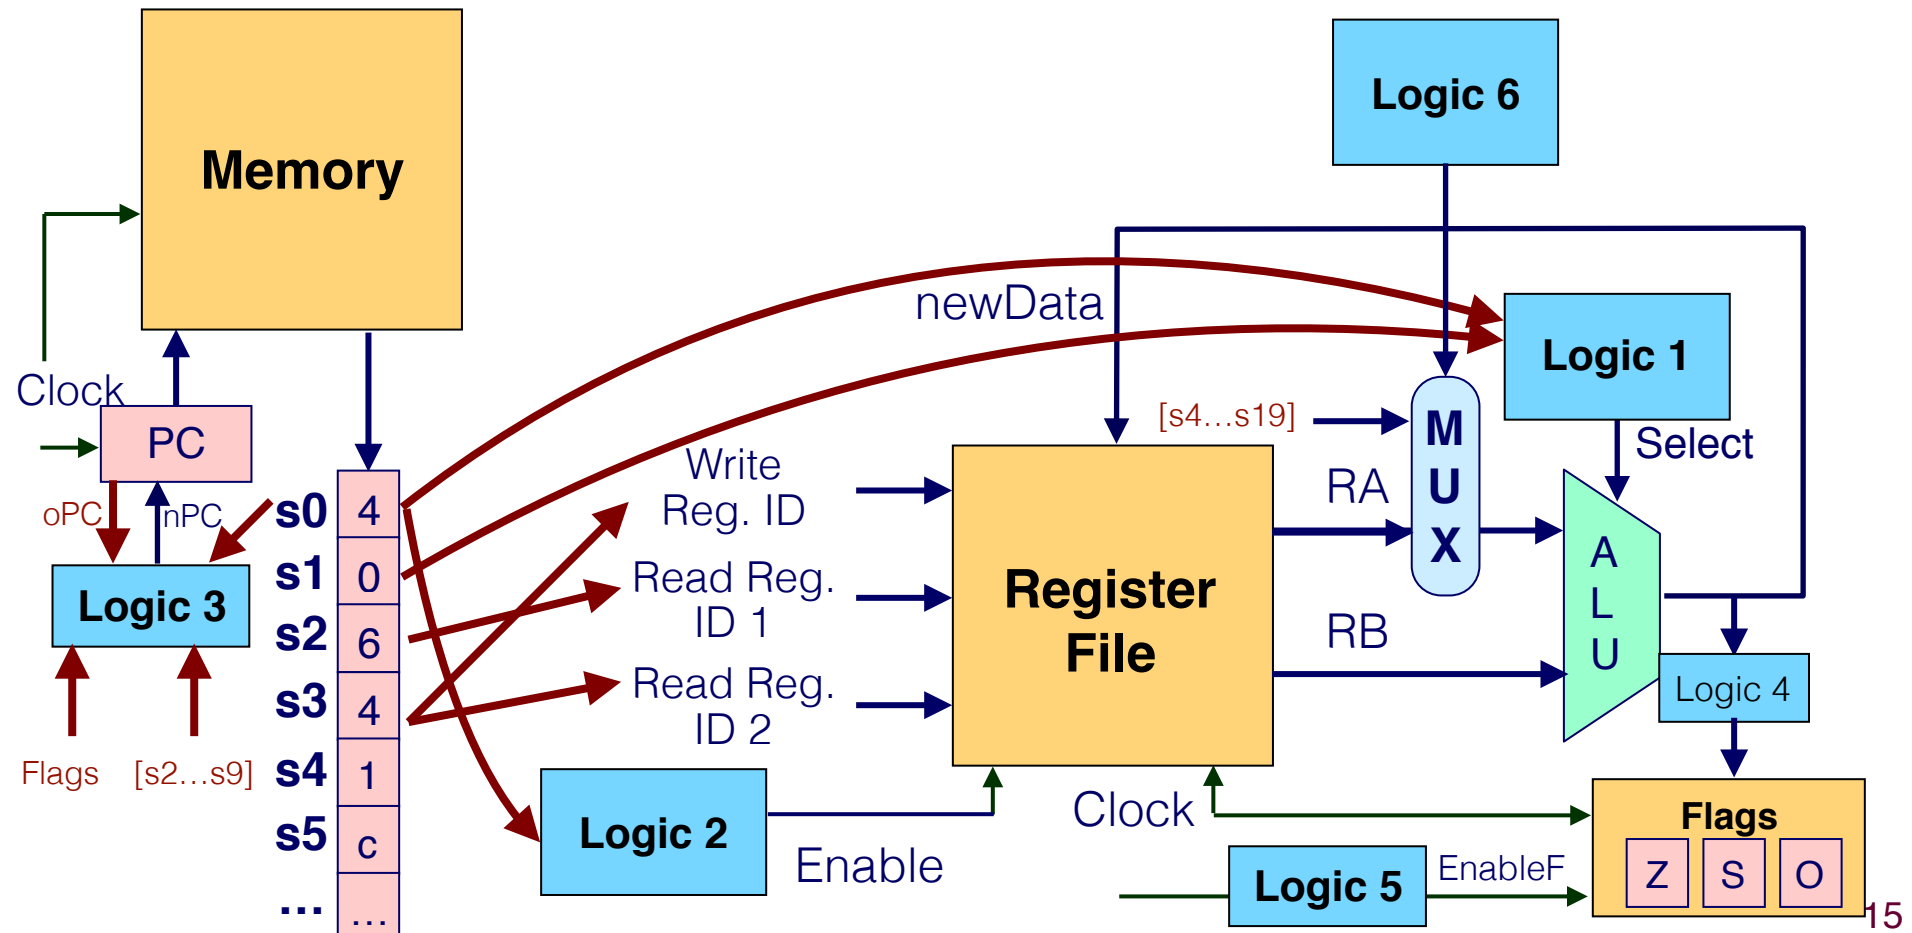 Memory
Logic 6
newData
Logic 1
Clock
PC
[s4...s19]
M
U
X
Select
Write
Reg. ID
RA
oPC
nPC
s0 4
s1 0
s2 6
s3 4
s4 1
s5 c
... ...
Logic 3
Read Reg.
ID 1
Register
File
A
L
U
RB
Read Reg.
ID 2
Logic 4
Flags
[s2...s9]
Logic 2
Enable
Clock
Flags
Z S O
Logic 5
EnableF
15